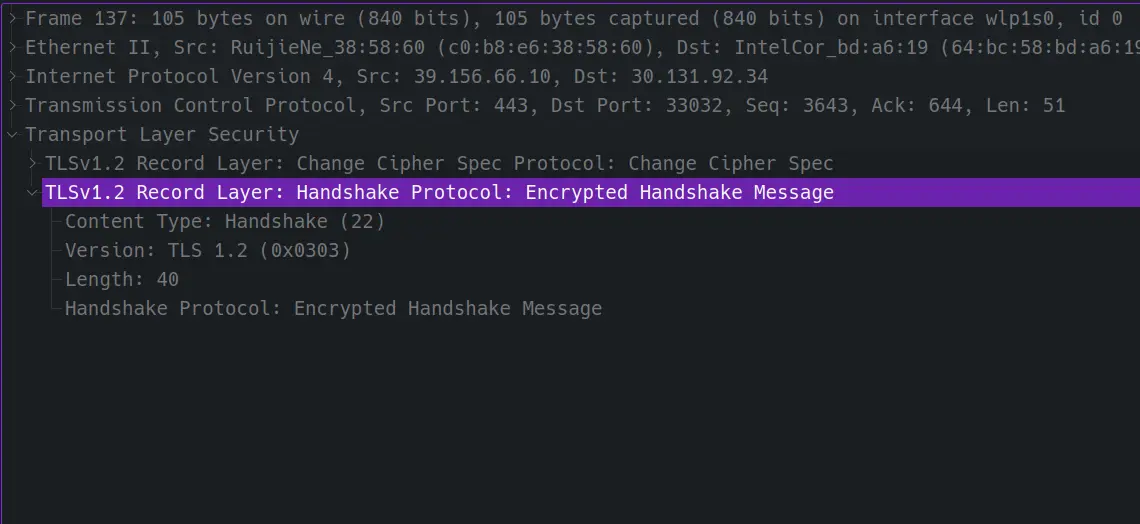 Frame 137: 105 bytes on wire (840 bits), 105 bytes captured (840 bits) on interface wlp1s0, id 0
Ethernet II, Src: RuijieNe_38:58:60 (c0:b8:e6:38:58:60), Dst: IntelCor_bd:a6:19 (64:bc:58:bd:a6:19
Internet Protocol Version 4, Src: 39.156.66.10, Dst: 30.131.92.34
Transmission Control Protocol, Src Port: 443, Dst Port: 33032, Seq: 3643, Ack: 644, Len: 51
Transport Layer Security
TLSv1.2 Record Layer: Change Cipher Spec Protocol: Change Cipher Spec
TLSv1.2 Record Layer: Handshake Protocol: Encrypted Handshake Message
Content Type: Handshake (22)
Version: TLS 1.2 (0x0303)
Length: 40
Handshake Protocol: Encrypted Handshake Message